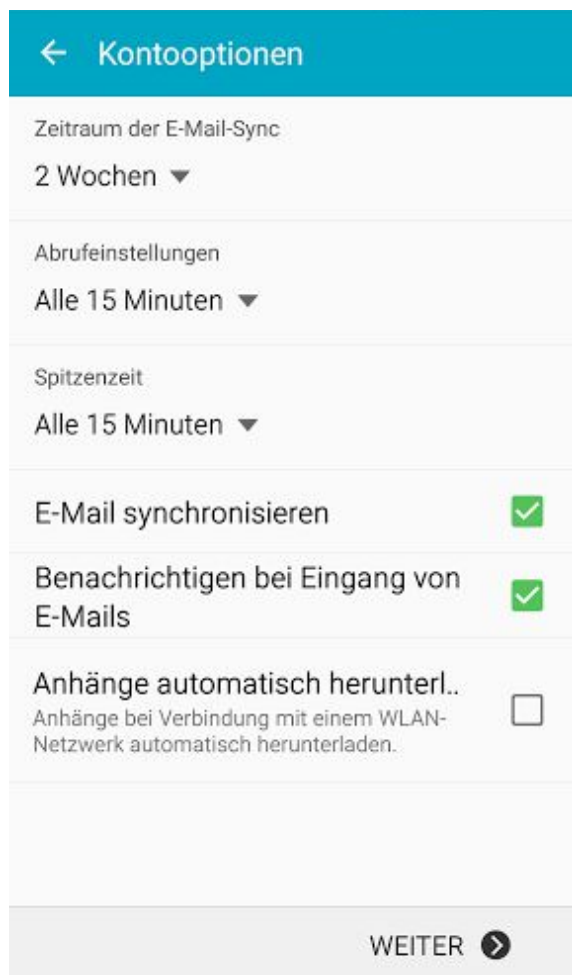 Kontooptionen
Zeitraum der E-Mail-Sync
2 Wochen
Abrufeinstellungen
Alle 15 Minuten
Spitzenzeit
Alle 15 Minuten
E-Mail synchronisieren
Benachrichtigen bei Eingang von
E-Mails
Anhänge automatisch herunterl..
Anhänge bei Verbindung mit einem WLAN-
Netzwerk automatisch herunterladen.
WEITER